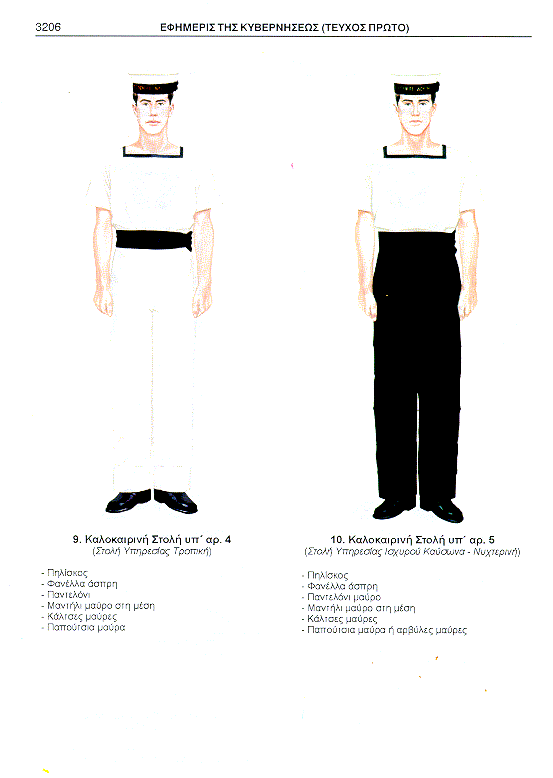 3206
ΕΦΗΜΕΡΙΣ ΤΗΣ ΚΥΒΕΡΝΗΣΕΩΣ (ΤΕΥΧΟΣ ΠΡΩΤΟ)
9. Καλοκαιρινή Στολή υπ΄ αρ. 4
(Στολή Υπηρεσίας Τροπική)
- Πηλίσκος
- Φανέλλα άσπρη
- Παντελόνι
- Μαντήλι μαύρο στη μέση
- Κάλτσες μαύρες
- Παπούτσια μαύρα
10. Καλοκαιρινή Στολή υπ΄ αρ. 5
(Στολή Υπηρεσίας Ισχυρού Καύσωνα - Νυχτερινή)
- Πηλίσκος
- Φανέλλα άσπρη
- Παντελόνι μαύρο
- Μαντήλι μαύρο στη μέση
- Κάλτσες μαύρες
- Παπούτσια μαύρα ή αρβύλες μαύρες